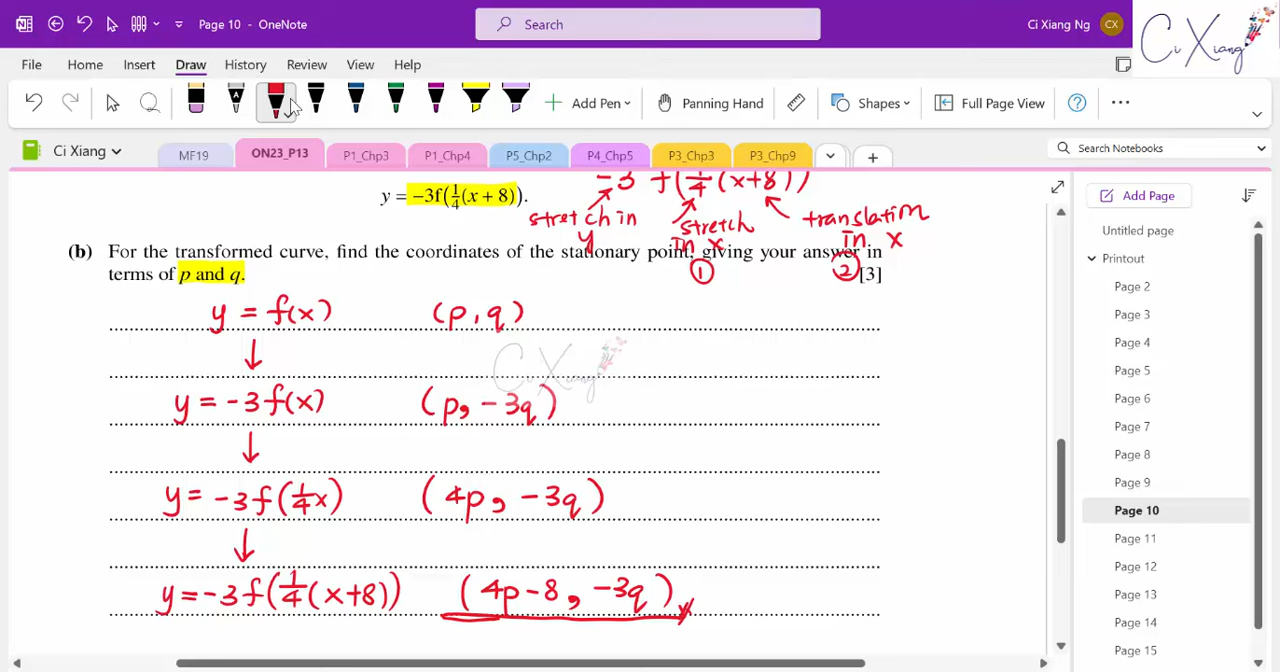 Page 10 - OneNote
Search
Ci Xiang Ng
CX
Ci Xiang
File Home Insert Draw History Review View Help
Add Pen
Panning Hand
Shapes
Full Page View
Ci Xiang
MF19
ON23_P13
P1_Chp3
P1_Chp4
P5_Chp2
P4_Chp5
P3_Chp3
P3_Chp9
Search Notebooks
-3 f(1/4(x+8))
y = −3f(1/4(x + 8)).
stretch in y
stretch in x
translation in x
① ②
(b) For the transformed curve, find the coordinates of the stationary point, giving your answer in
terms of p and q. [3]
y = f(x) (p, q)
↓
Ci Xiang
y = -3f(x) (p, -3q)
↓
y = -3f(1/4x) (4p, -3q)
↓
y = -3f(1/4(x+8)) (4p-8, -3q)
Add Page
Untitled page
Printout
Page 2
Page 3
Page 4
Page 5
Page 6
Page 7
Page 8
Page 9
Page 10
Page 11
Page 12
Page 13
Page 14
Page 15